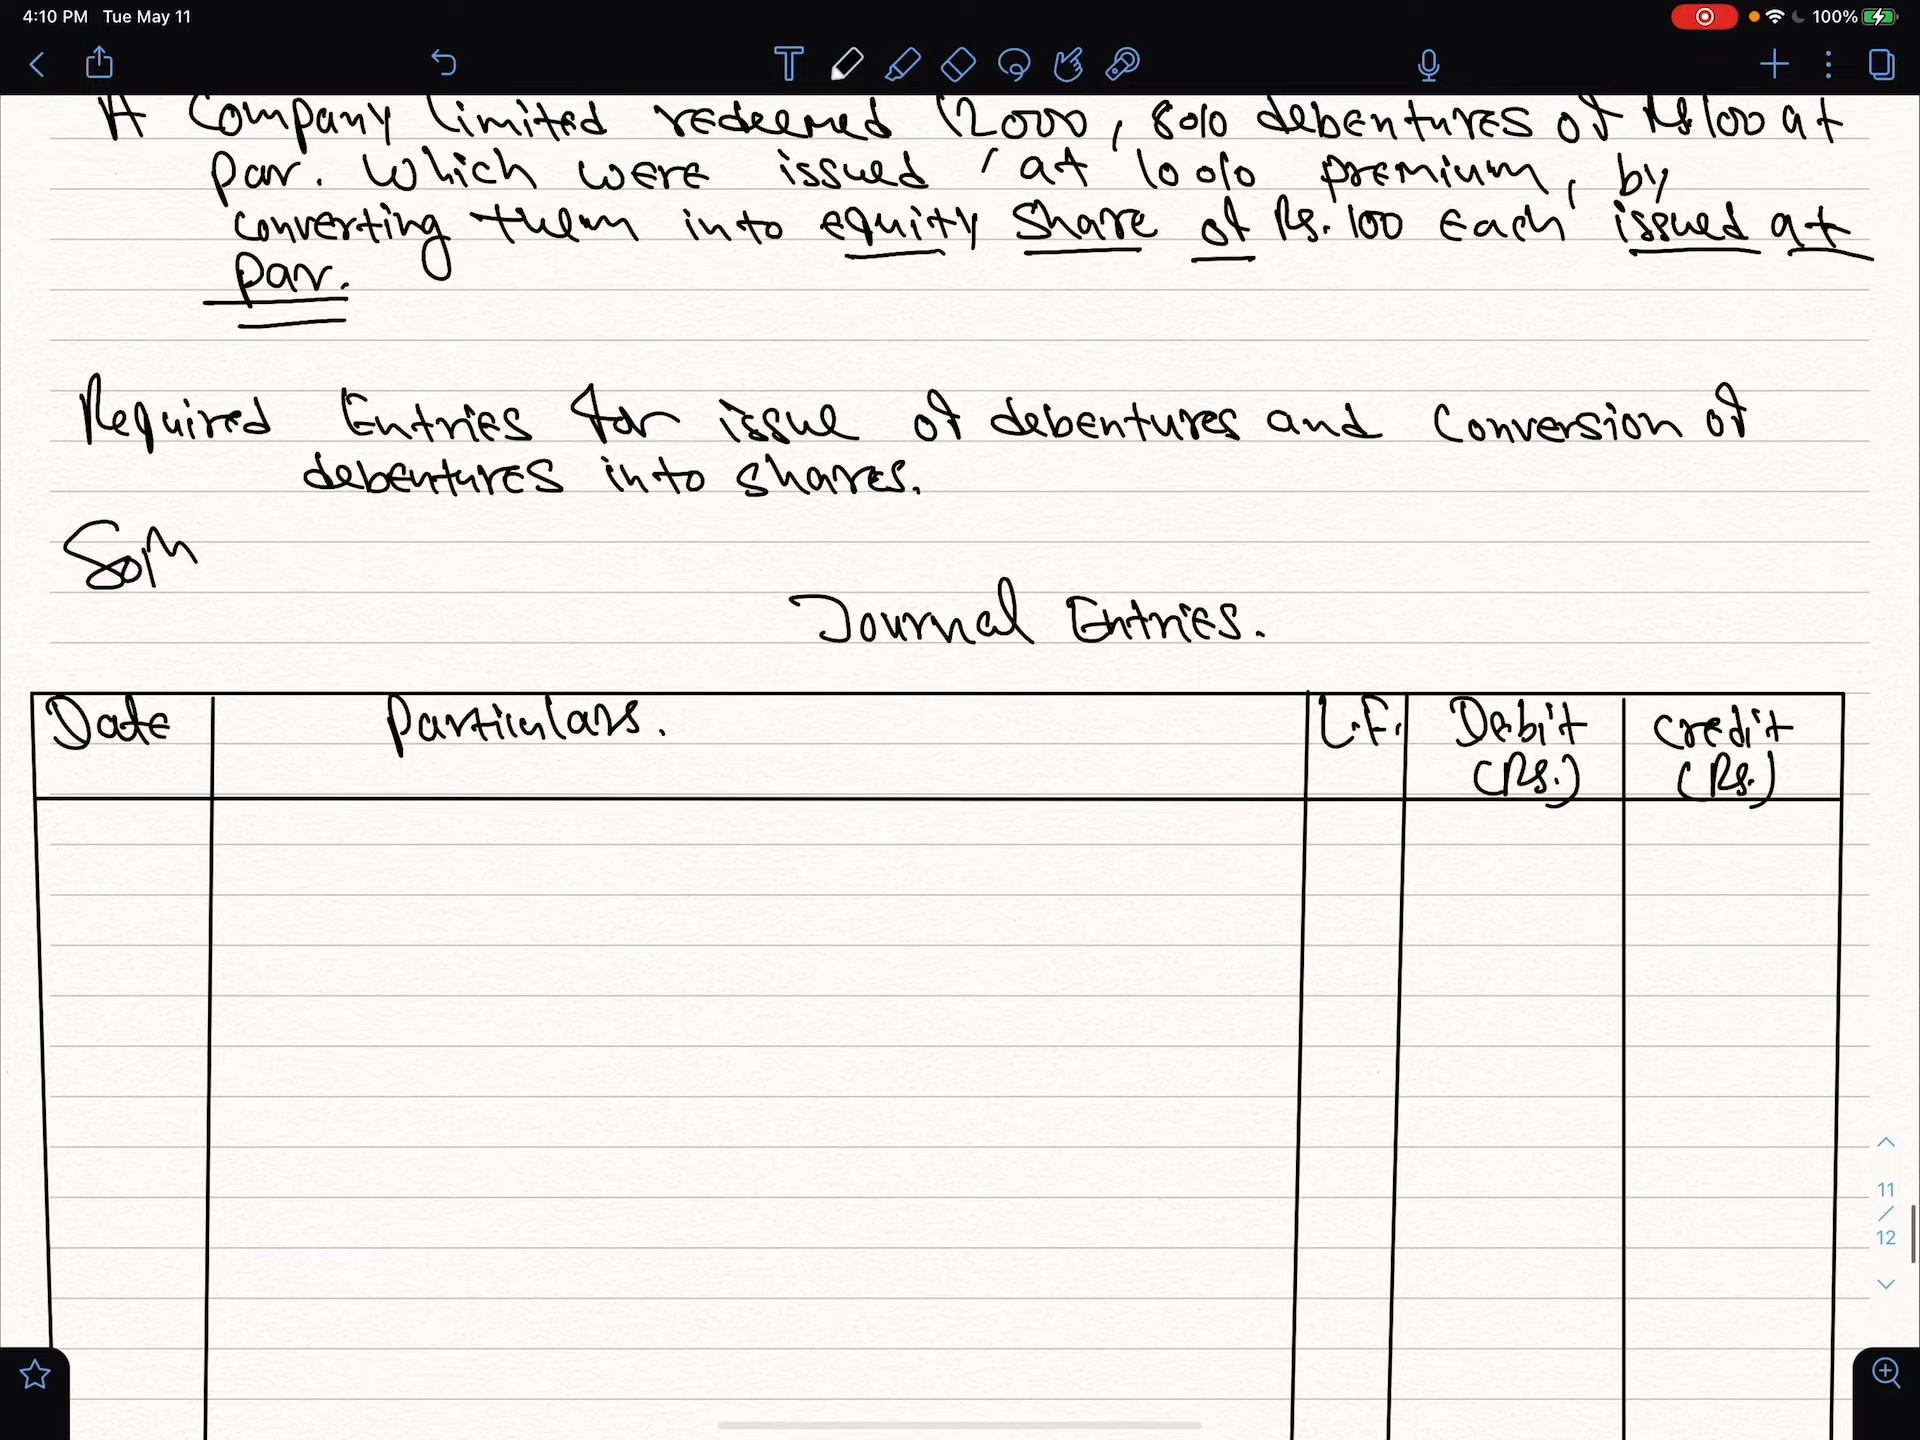 4:10 PM Tue May 11
100%
A Company Limited redeemed 12000, 8% debentures of Rs 100 at
par. Which were issued at 10% premium, by
converting them into equity share of Rs. 100 Each issued at
par.
Required Entries for issue of debentures and Conversion of
debentures into shares.
Soln
Journal Entries.
Date Particulars. L.F. Debit (Rs.) Credit (Rs.)
11
/
12